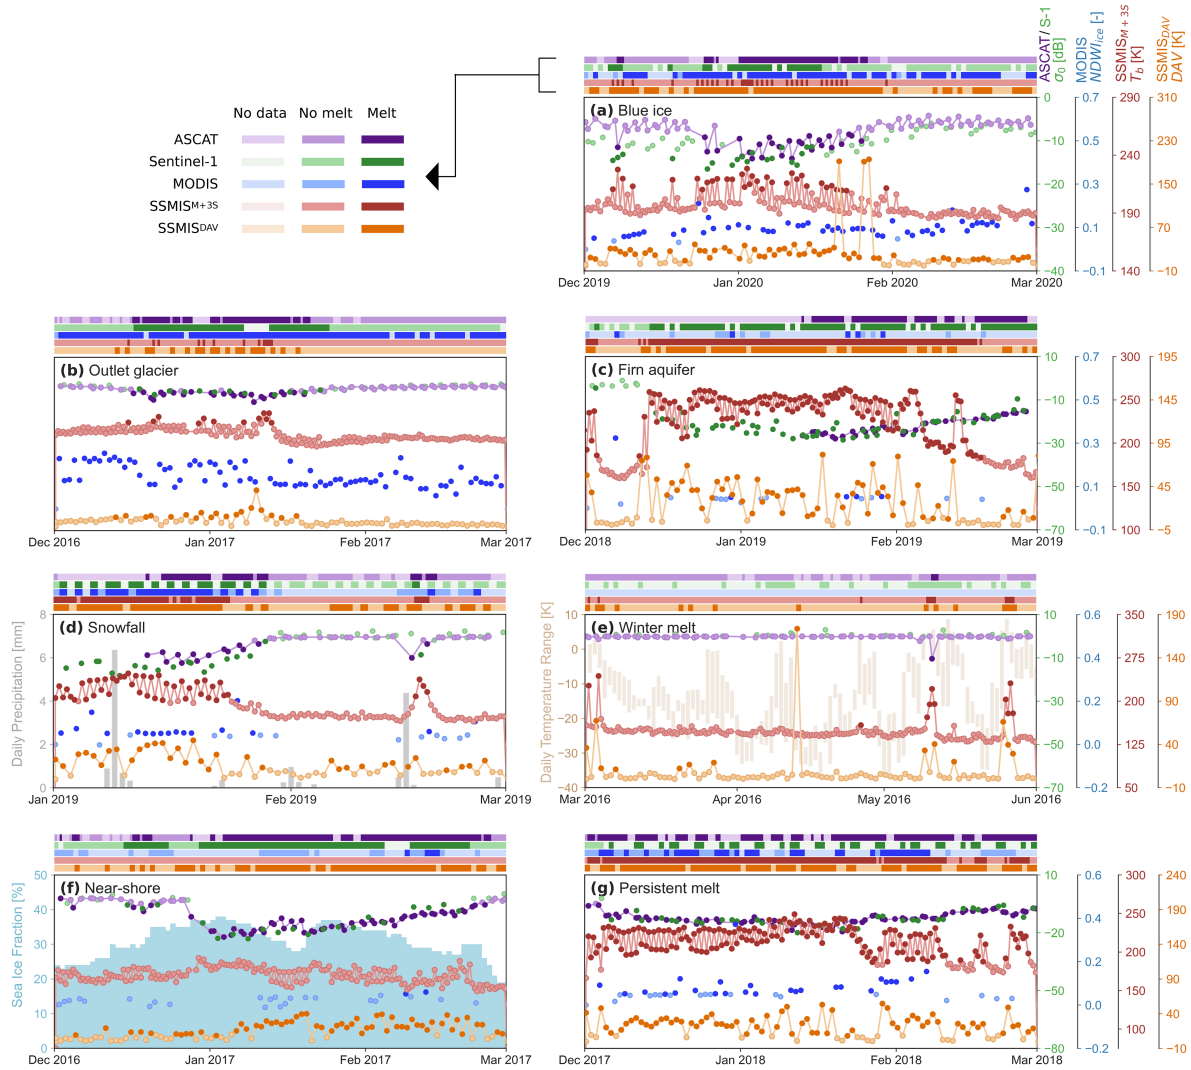 No data No melt Melt
ASCAT
Sentinel-1
MODIS
SSMIS M+3S
SSMIS DAV
ASCAT / S-1
σ0 [dB]
MODIS
NDWIice [-]
SSMISM + 3S
Tb [K]
SSMISDAV
DAV [K]
(a) Blue ice
0 0.7 290 310
−10 0.5 230
240
−20 0.3 150
−30 0.1 190 70
−40 −0.1 140 −10
Dec 2019 Jan 2020 Feb 2020 Mar 2020
(b) Outlet glacier
Dec 2016 Jan 2017 Feb 2017 Mar 2017
(c) Firn aquifer
10 0.7 300 195
−10 0.5 250 145
−30 0.3 200 95
−50 0.1 150 45
−70 −0.1 100 −5
Dec 2018 Jan 2019 Feb 2019 Mar 2019
(d) Snowfall
Daily Precipitation [mm]
8
6
4
2
0
Jan 2019 Feb 2019 Mar 2019
(e) Winter melt
Daily Temperature Range [K]
10
0
−10
−20
−30
−40
10 0.6 350 190
−10 0.4 275 140
−30 0.2 200 90
−50 0.0 125 40
−70 −0.2 50 −10
Mar 2016 Apr 2016 May 2016 Jun 2016
(f) Near-shore
Sea Ice Fraction [%]
50
40
30
20
10
0
Dec 2016 Jan 2017 Feb 2017 Mar 2017
(g) Persistent melt
10 0.6 300 240
250 190
−20 0.4
200 140
0.2
−50 150 90
0.0 40
100
−80 −0.2 −10
Dec 2017 Jan 2018 Feb 2018 Mar 2018